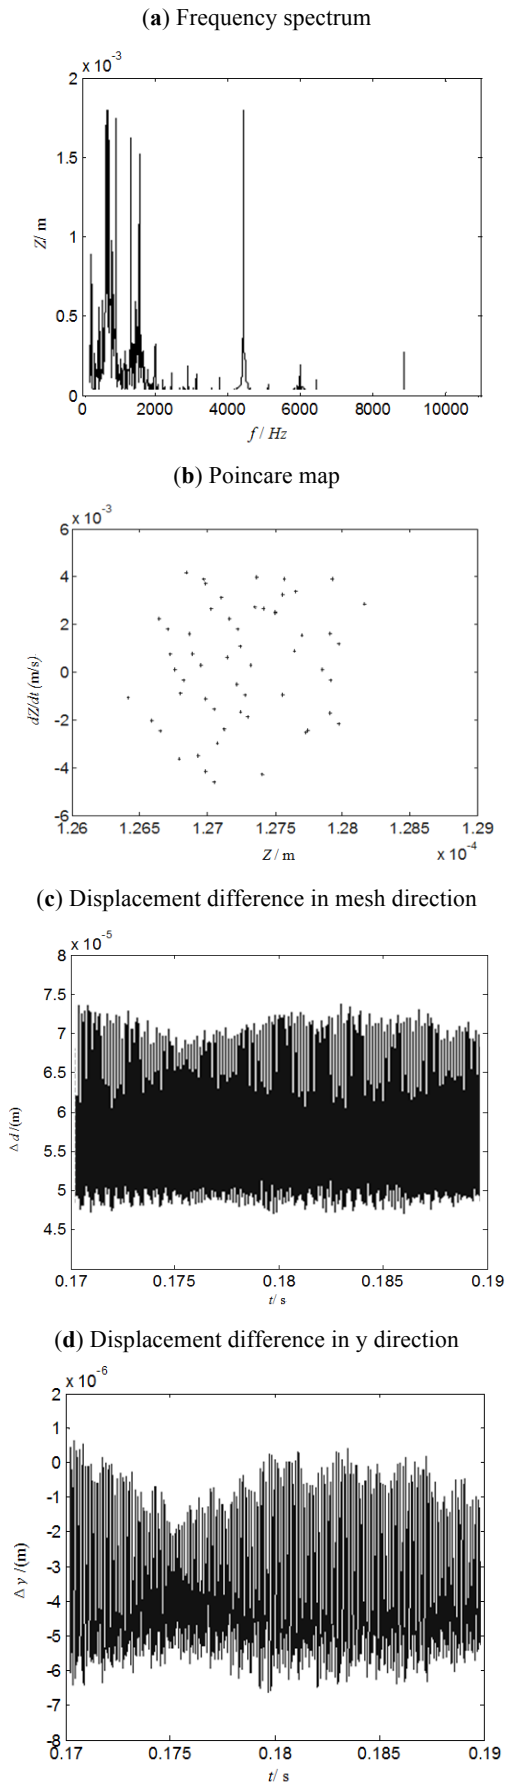 (a) Frequency spectrum
x 10⁻³
2
1.5
1
0.5
0
Z/ m
0 2000 4000 6000 8000 10000
f / Hz
(b) Poincare map
x 10⁻³
6
4
2
0
-2
-4
-6
dZ/dt (m/s)
1.26 1.265 1.27 1.275 1.28 1.285 1.29
Z / m
x 10⁻⁴
(c) Displacement difference in mesh direction
x 10⁻⁵
8
7.5
7
6.5
6
5.5
5
4.5
Δ d /(m)
0.17 0.175 0.18 0.185 0.19
t/ s
(d) Displacement difference in y direction
x 10⁻⁶
2
1
0
-1
-2
-3
-4
-5
-6
-7
-8
Δ y /(m)
0.17 0.175 0.18 0.185 0.19
t/ s